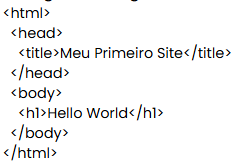 <html>
<head>
<title>Meu Primeiro Site</title>
</head>
<body>
<h1>Hello World</h1>
</body>
</html>